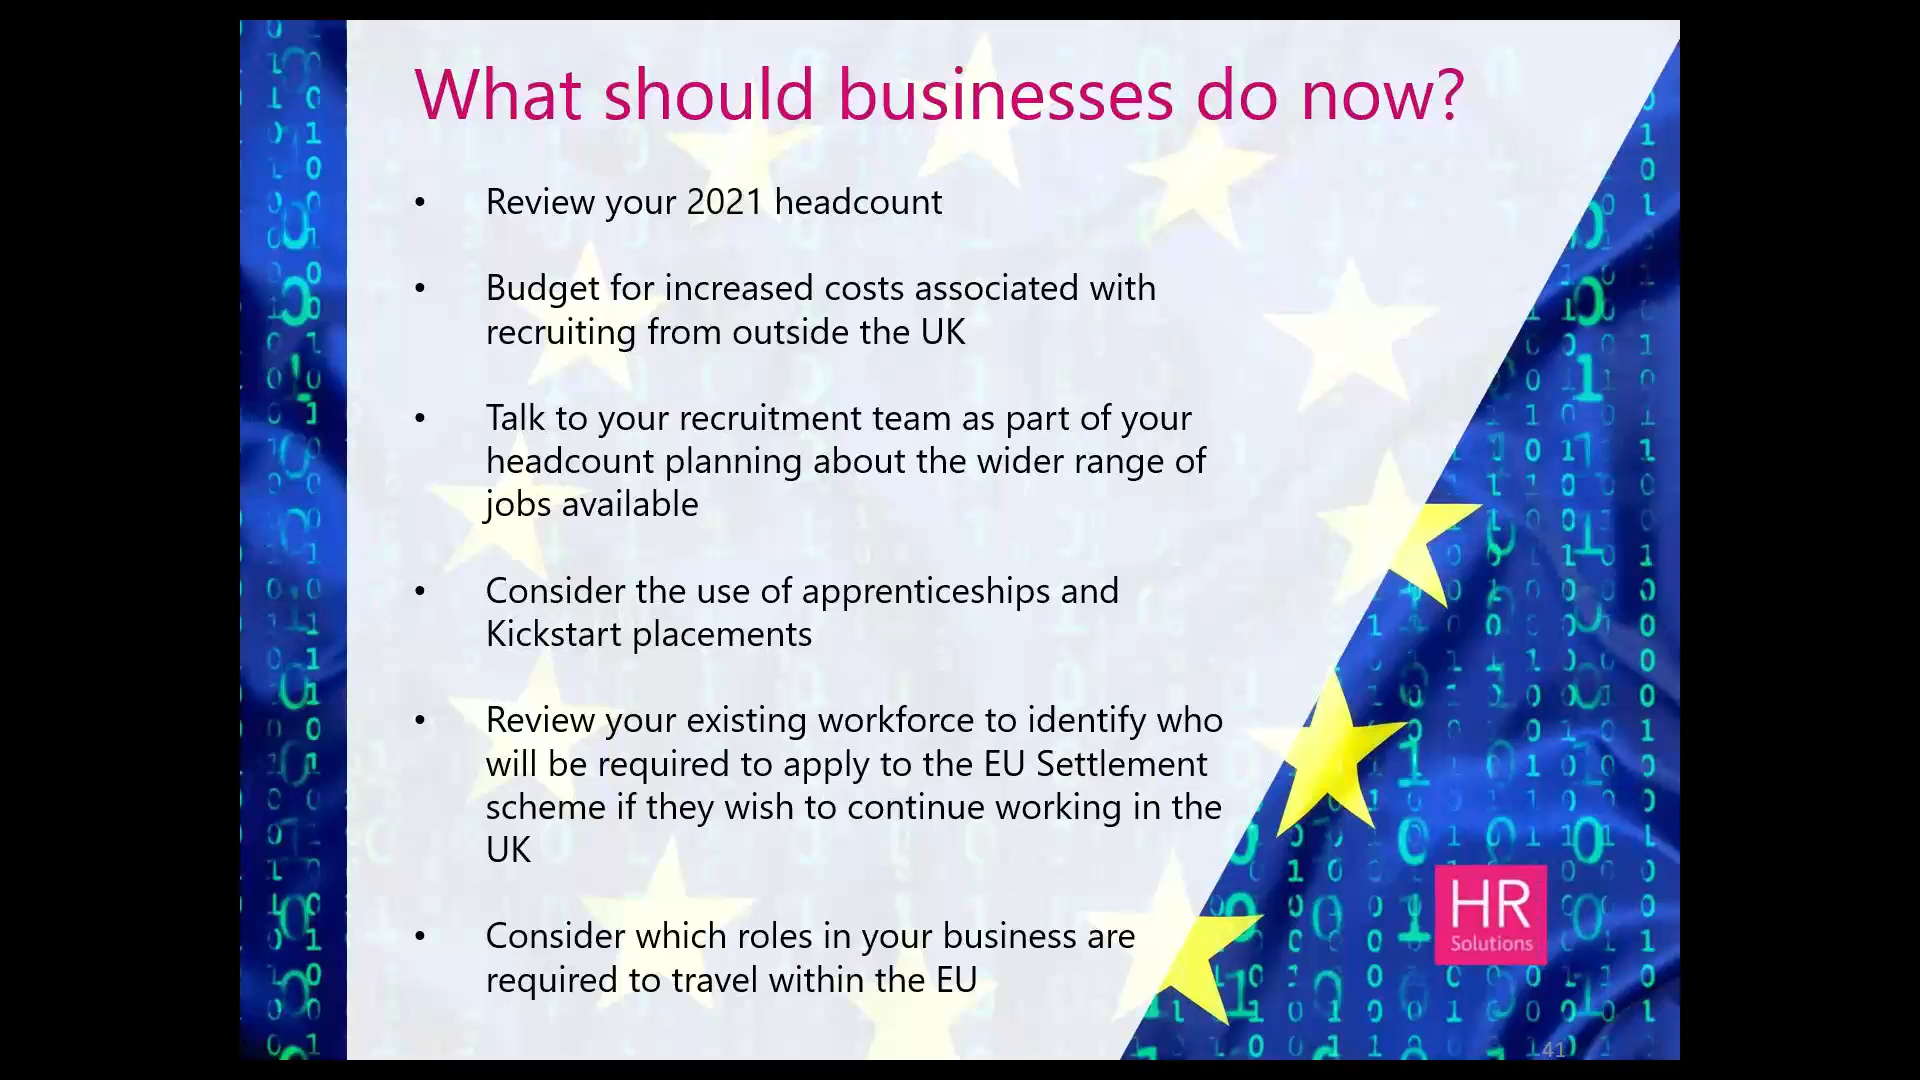 What should businesses do now?
• Review your 2021 headcount
• Budget for increased costs associated with
recruiting from outside the UK
• Talk to your recruitment team as part of your
headcount planning about the wider range of
jobs available
• Consider the use of apprenticeships and
Kickstart placements
• Review your existing workforce to identify who
will be required to apply to the EU Settlement
scheme if they wish to continue working in the
UK
• Consider which roles in your business are
required to travel within the EU
HR
Solutions
41